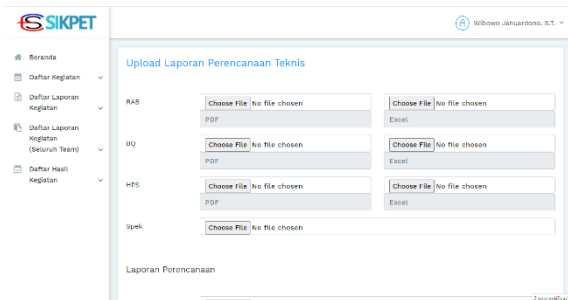 SIKPET
Wibowo Januardono, S.T.
Beranda
Daftar Kegiatan
Daftar Laporan
Kegiatan
Daftar Laporan
Kegiatan
(Seluruh Team)
Daftar Hasil
Kegiatan
Upload Laporan Perencanaan Teknis
RAB
Choose File No file chosen
PDF
Choose File No file chosen
Excel
BQ
Choose File No file chosen
PDF
Choose File No file chosen
Excel
HPS
Choose File No file chosen
PDF
Choose File No file chosen
Excel
Spek
Choose File No file chosen
Laporan Perencanaan